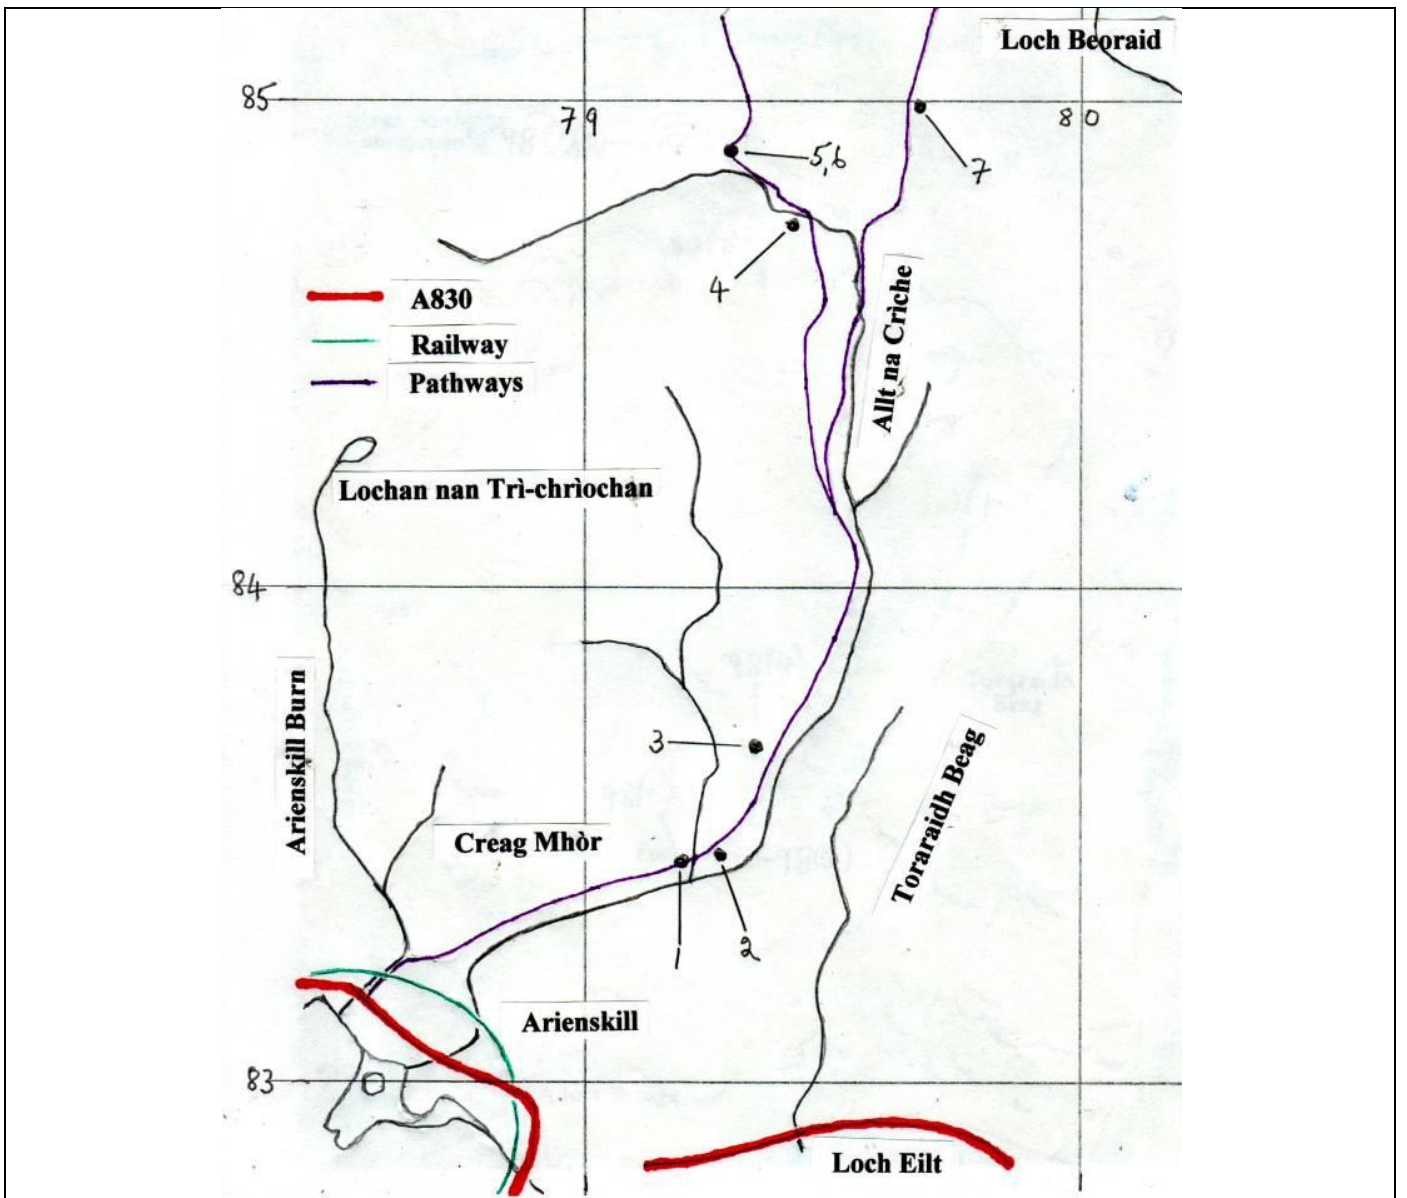 Loch Beoraid
85
79
80
5,6
7
4
A830
Railway
Pathways
Allt na Crìche
Lochan nan Trì-chrìochan
84
Arienskill Burn
3
Toraraidh Beag
Creag Mhòr
1
2
Arienskill
83
Loch Eilt